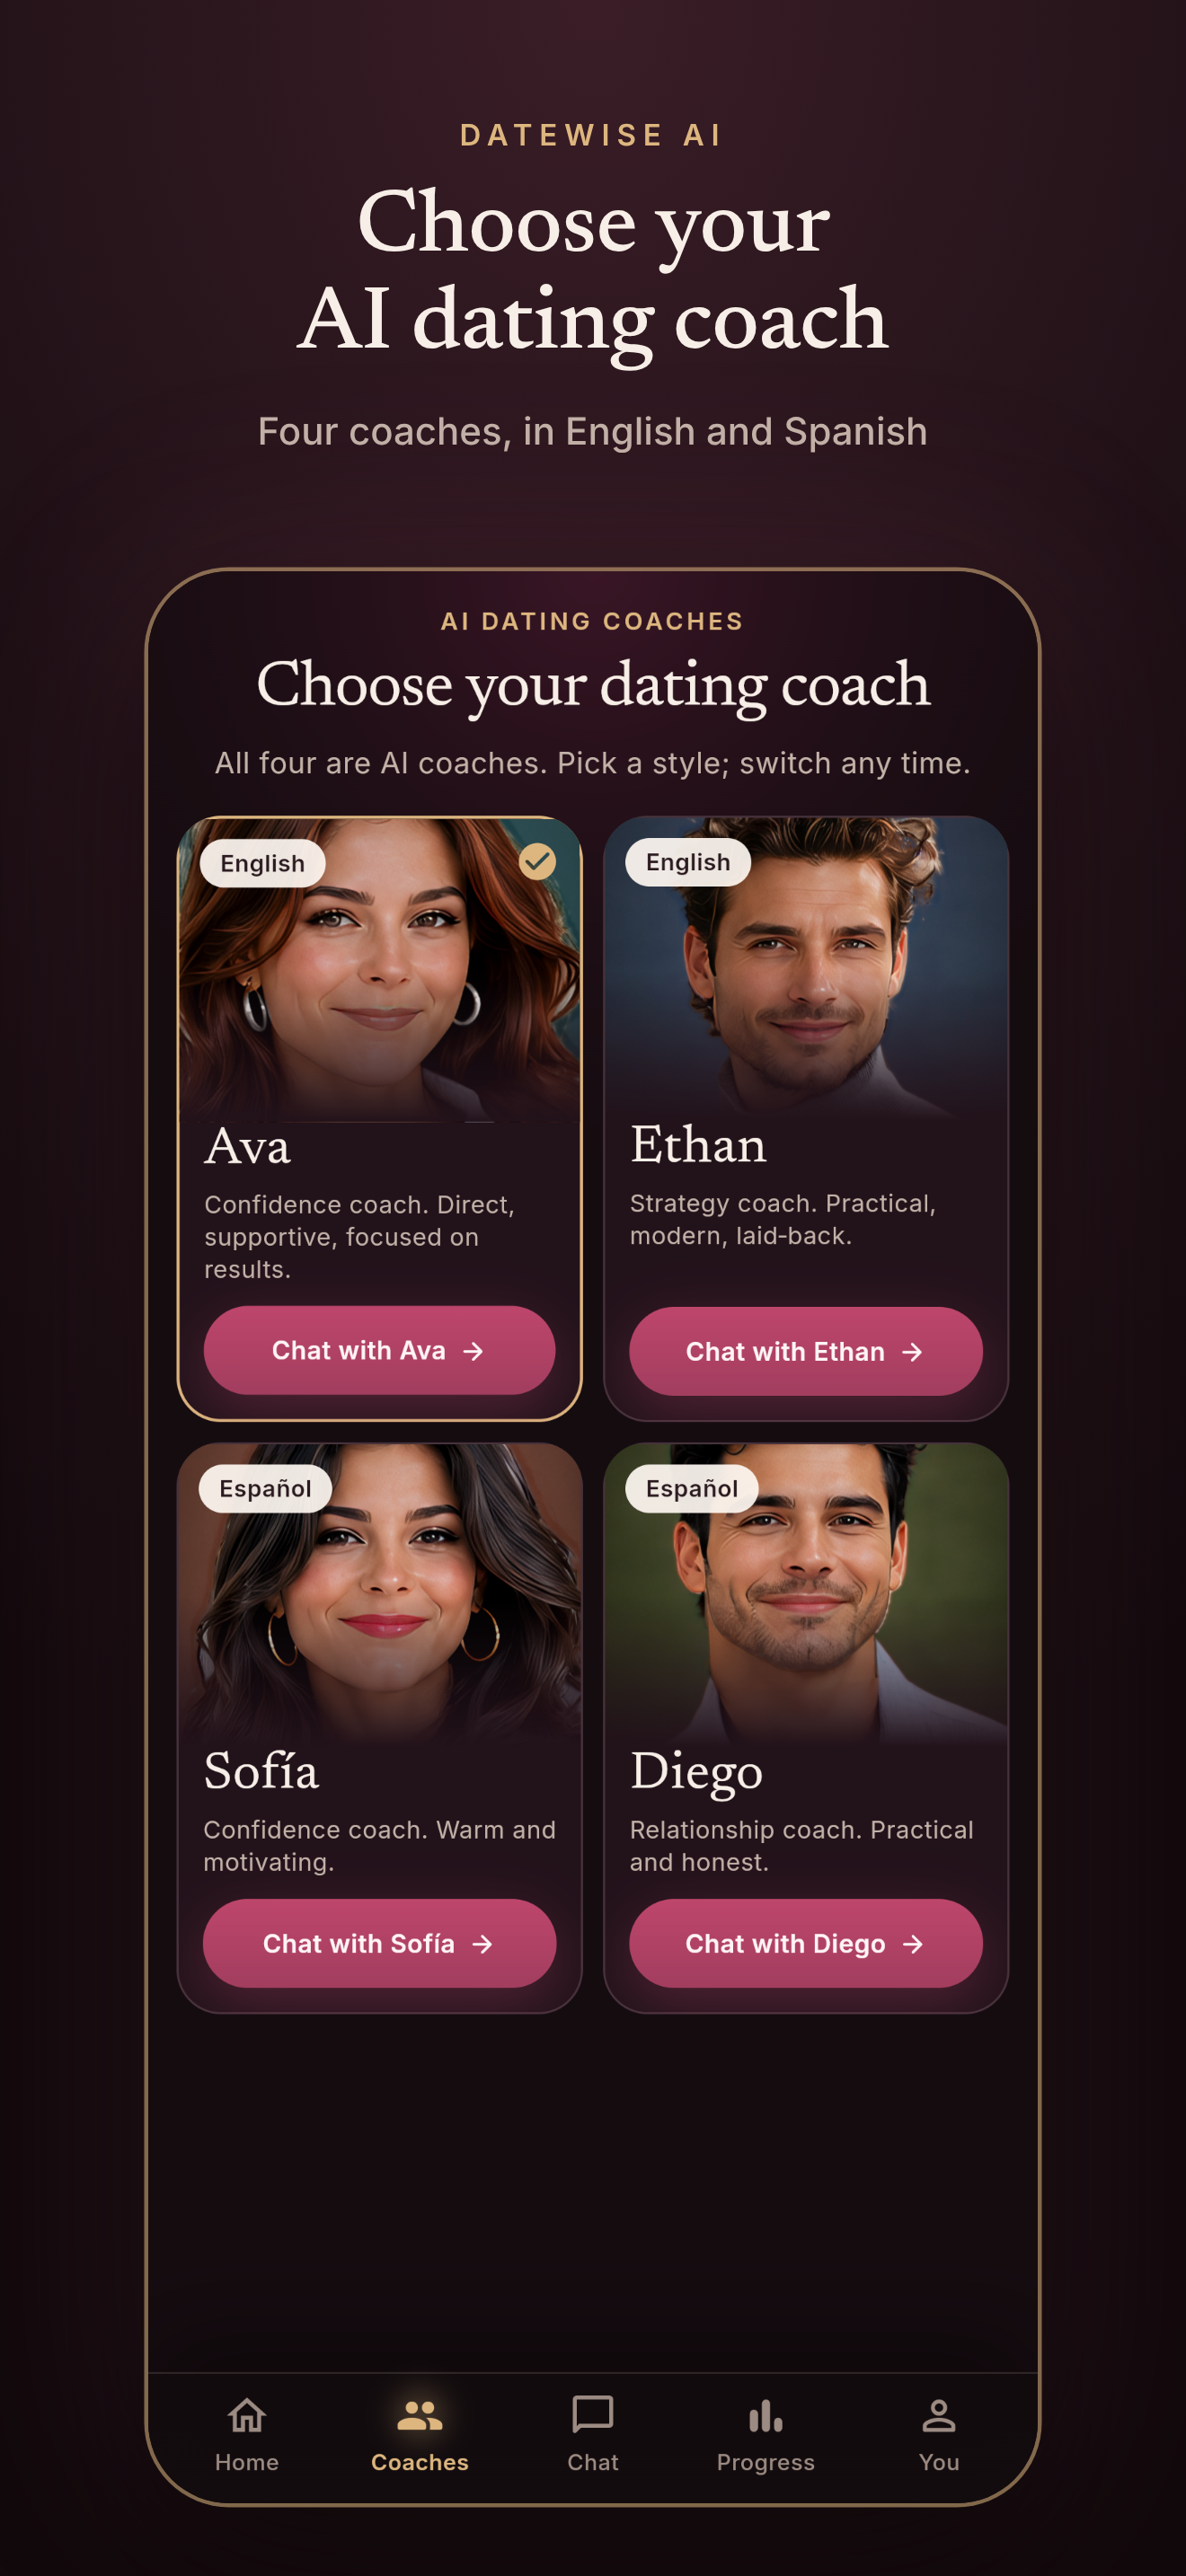 DATEWISE AI
Choose your
AI dating coach
Four coaches, in English and Spanish
AI DATING COACHES
Choose your dating coach
All four are AI coaches. Pick a style; switch any time.
English
Ava
Confidence coach. Direct,
supportive, focused on
results.
Chat with Ava →
English
Ethan
Strategy coach. Practical,
modern, laid-back.
Chat with Ethan →
Español
Sofía
Confidence coach. Warm and
motivating.
Chat with Sofía →
Español
Diego
Relationship coach. Practical
and honest.
Chat with Diego →
Home
Coaches
Chat
Progress
You